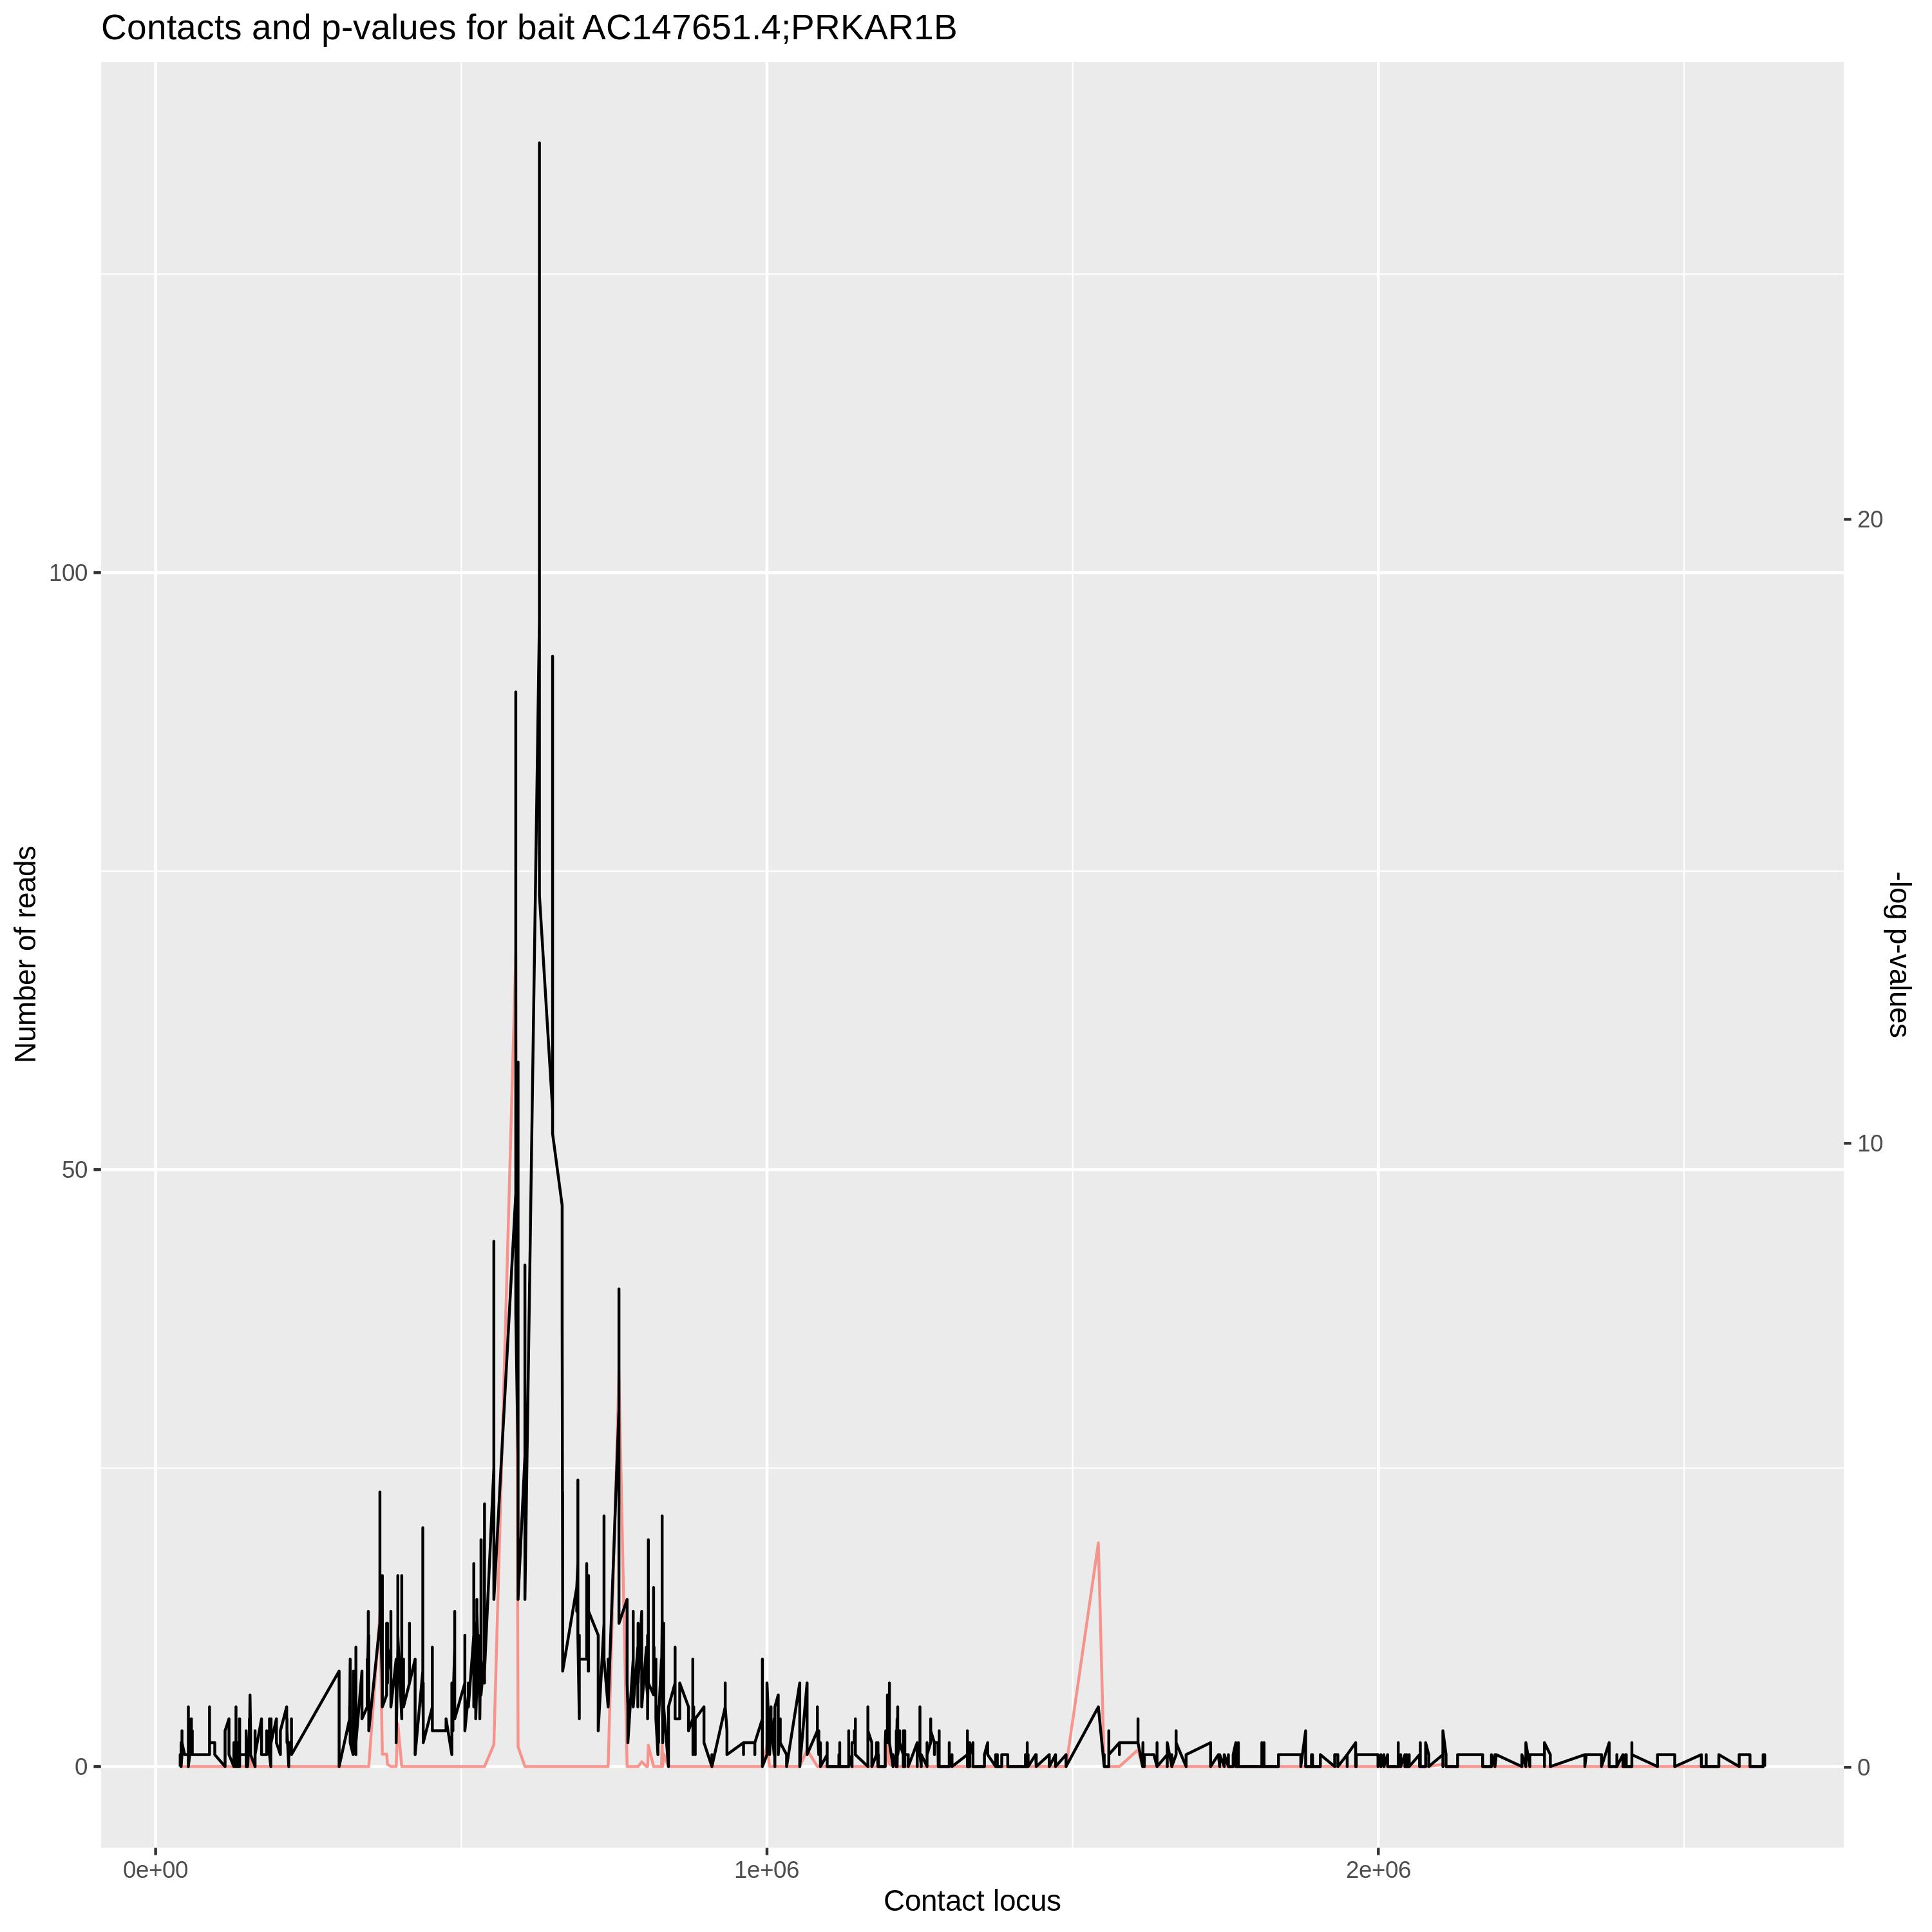 Contacts and p-values for bait AC147651.4;PRKAR1B
Number of reads
100
50
0
20
10
0
-log p-values
0e+00
1e+06
2e+06
Contact locus